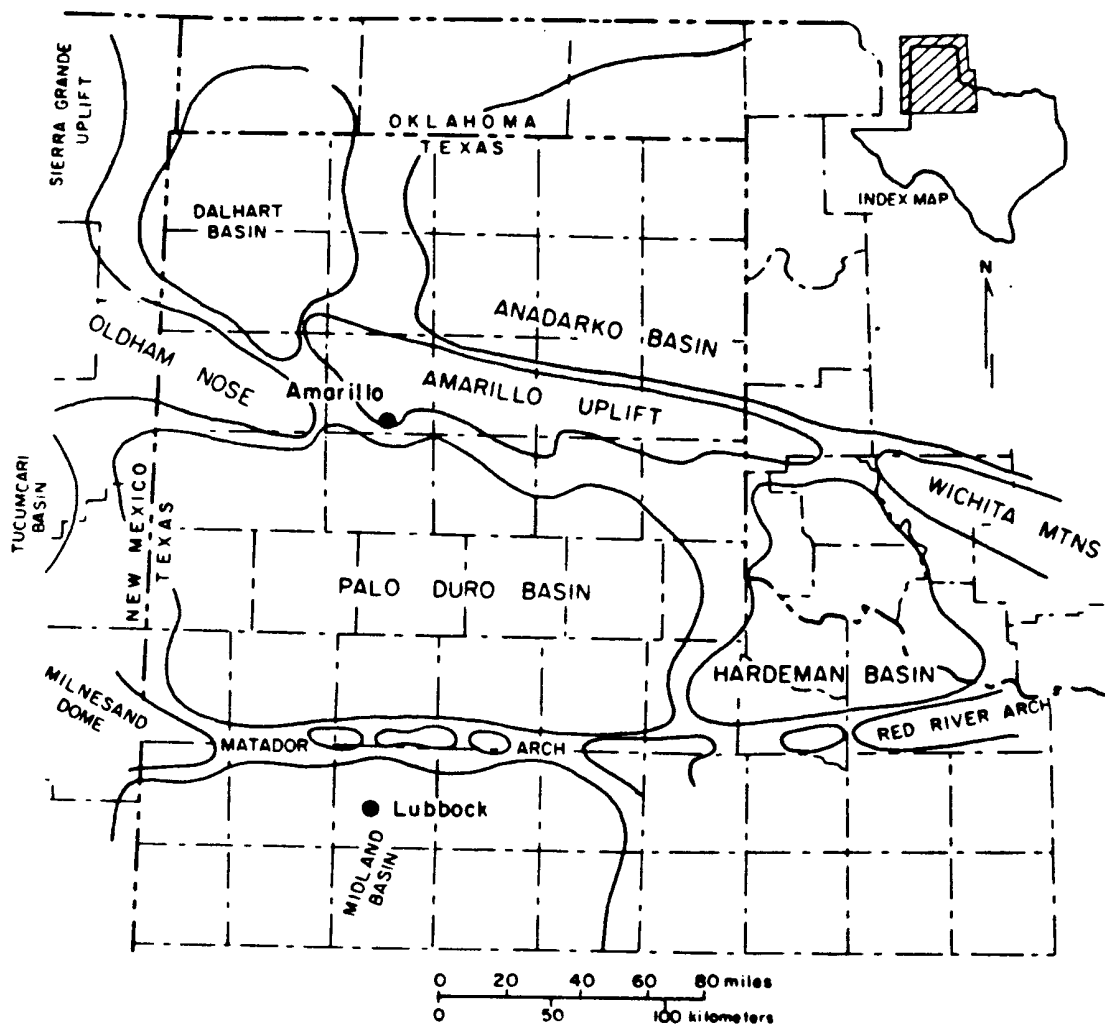 SIERRA GRANDE
UPLIFT
OKLAHOMA
TEXAS
INDEX MAP
DALHART
BASIN
N
ANADARKO BASIN
OLDHAM NOSE
Amarillo
AMARILLO UPLIFT
TUCUMCARI
BASIN
NEW MEXICO
TEXAS
WICHITA MTNS
PALO DURO BASIN
HARDEMAN BASIN
MILNESAND
DOME
MATADOR ARCH
RED RIVER ARCH
Lubbock
MIDLAND
BASIN
0 20 40 60 80 miles
0 50 100 kilometers